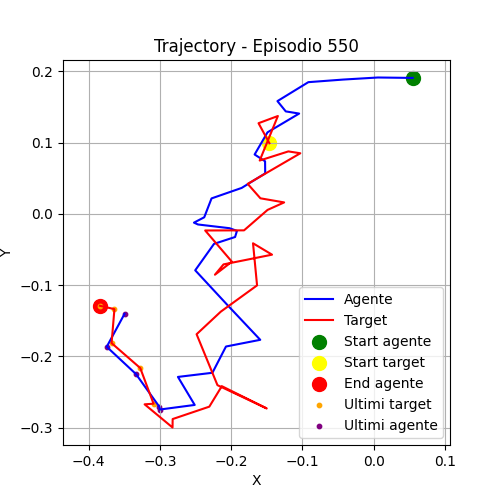 Trajectory - Episodio 550
0.2
0.1
0.0
−0.1
−0.2
−0.3
Y
Agente
Target
Start agente
Start target
End agente
Ultimi target
Ultimi agente
−0.4
−0.3
−0.2
−0.1
0.0
0.1
X